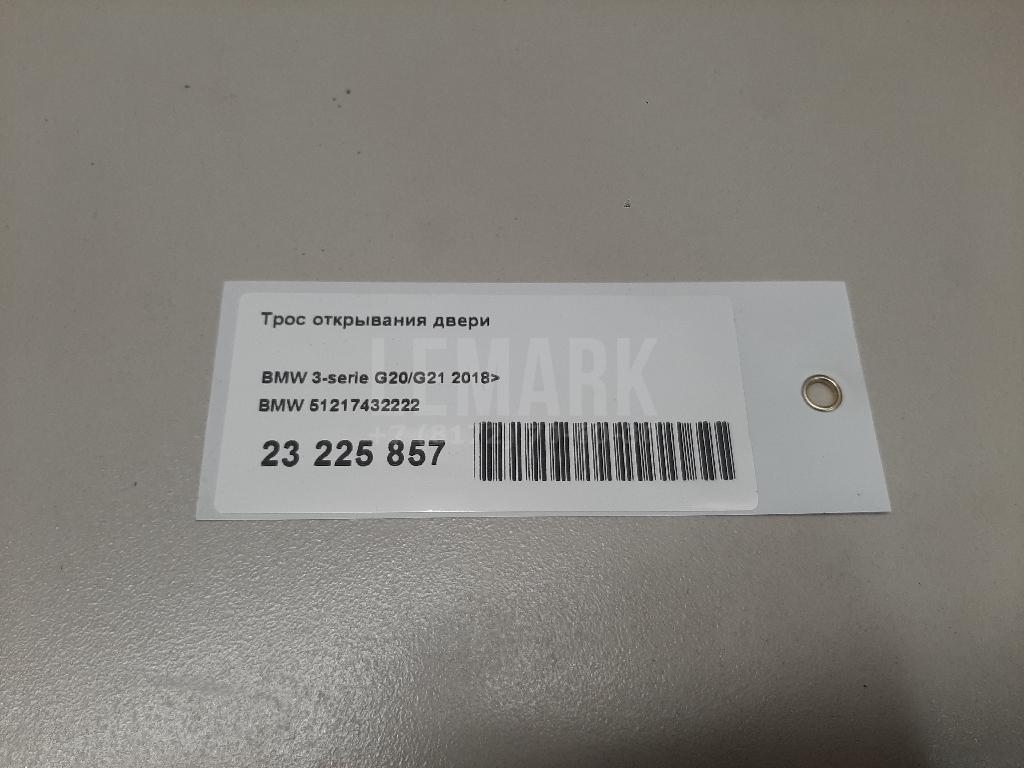 Трос открывания двери
LEMARK
BMW 3-serie G20/G21 2018>
BMW 51217432222
23 225 857